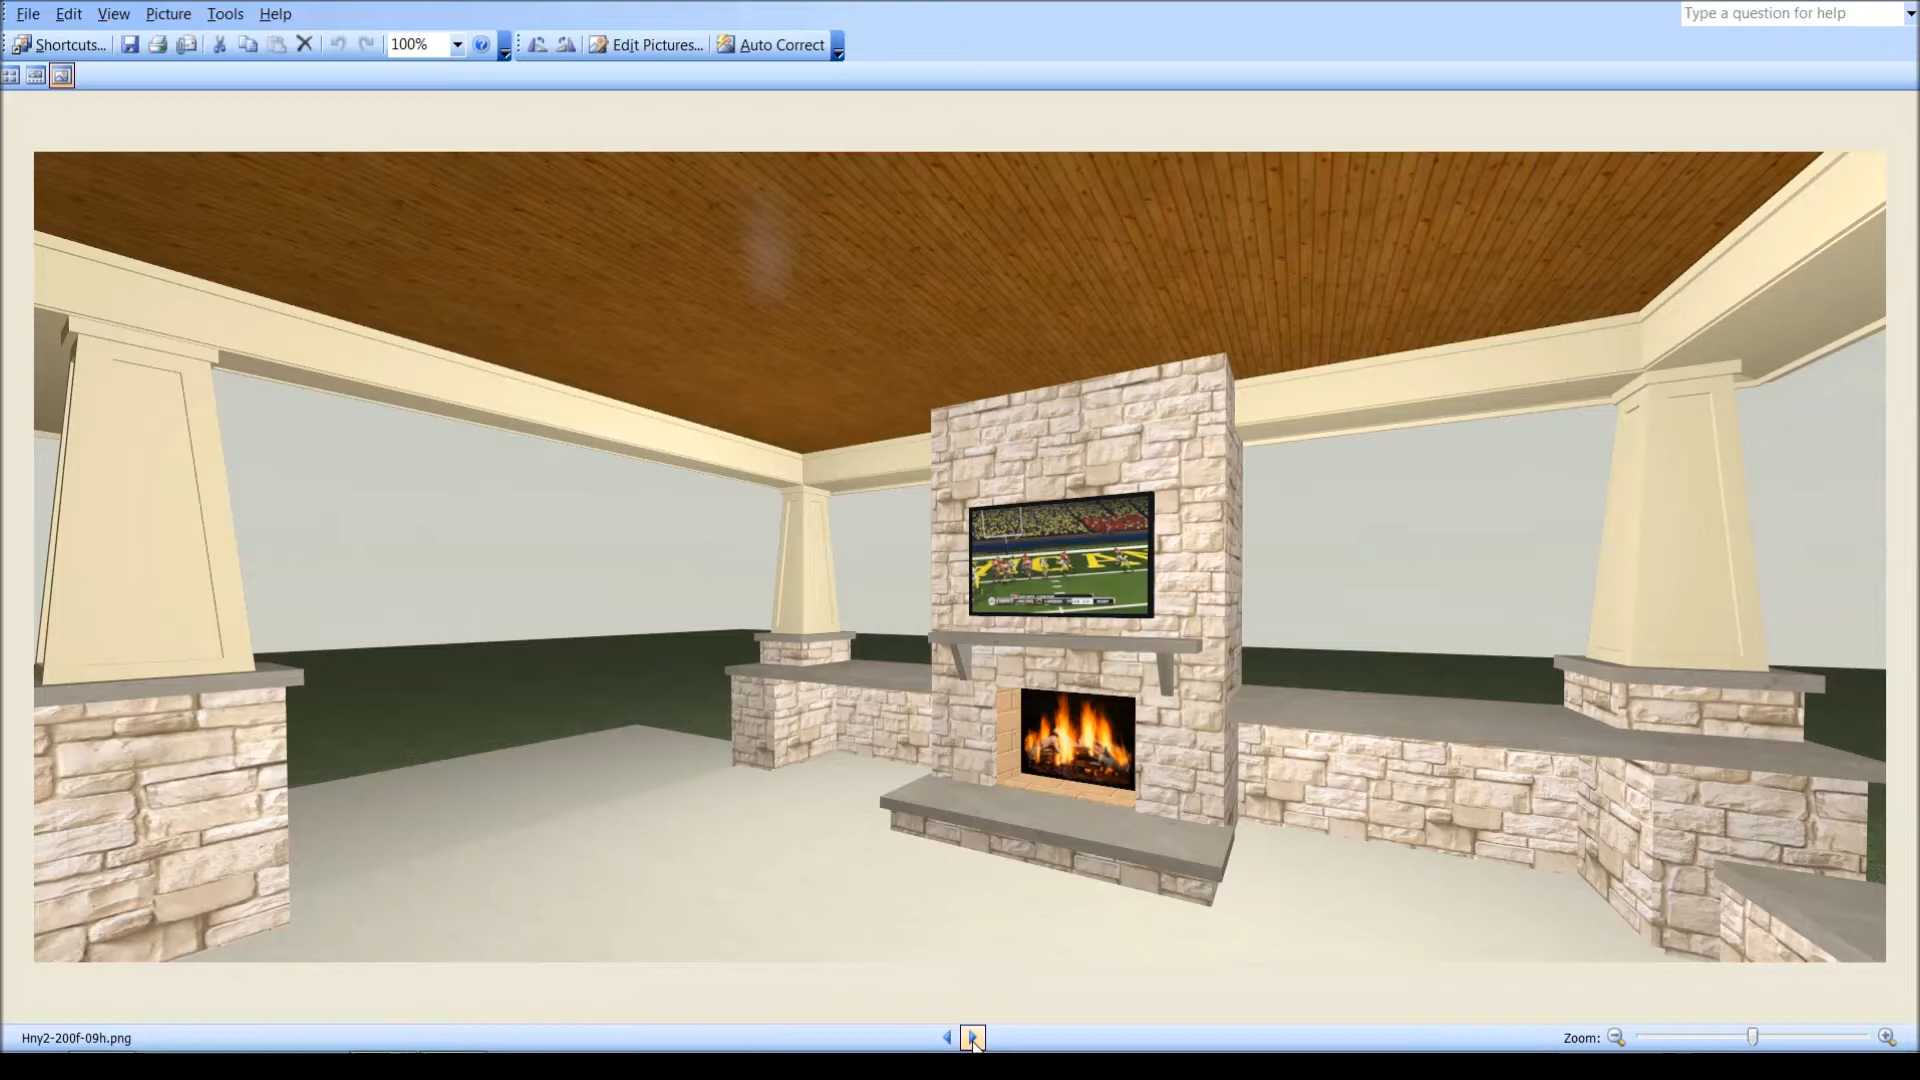 File Edit View Picture Tools Help
Type a question for help
Shortcuts... 100% Edit Pictures... Auto Correct
Hny2-200f-09h.png
Zoom: